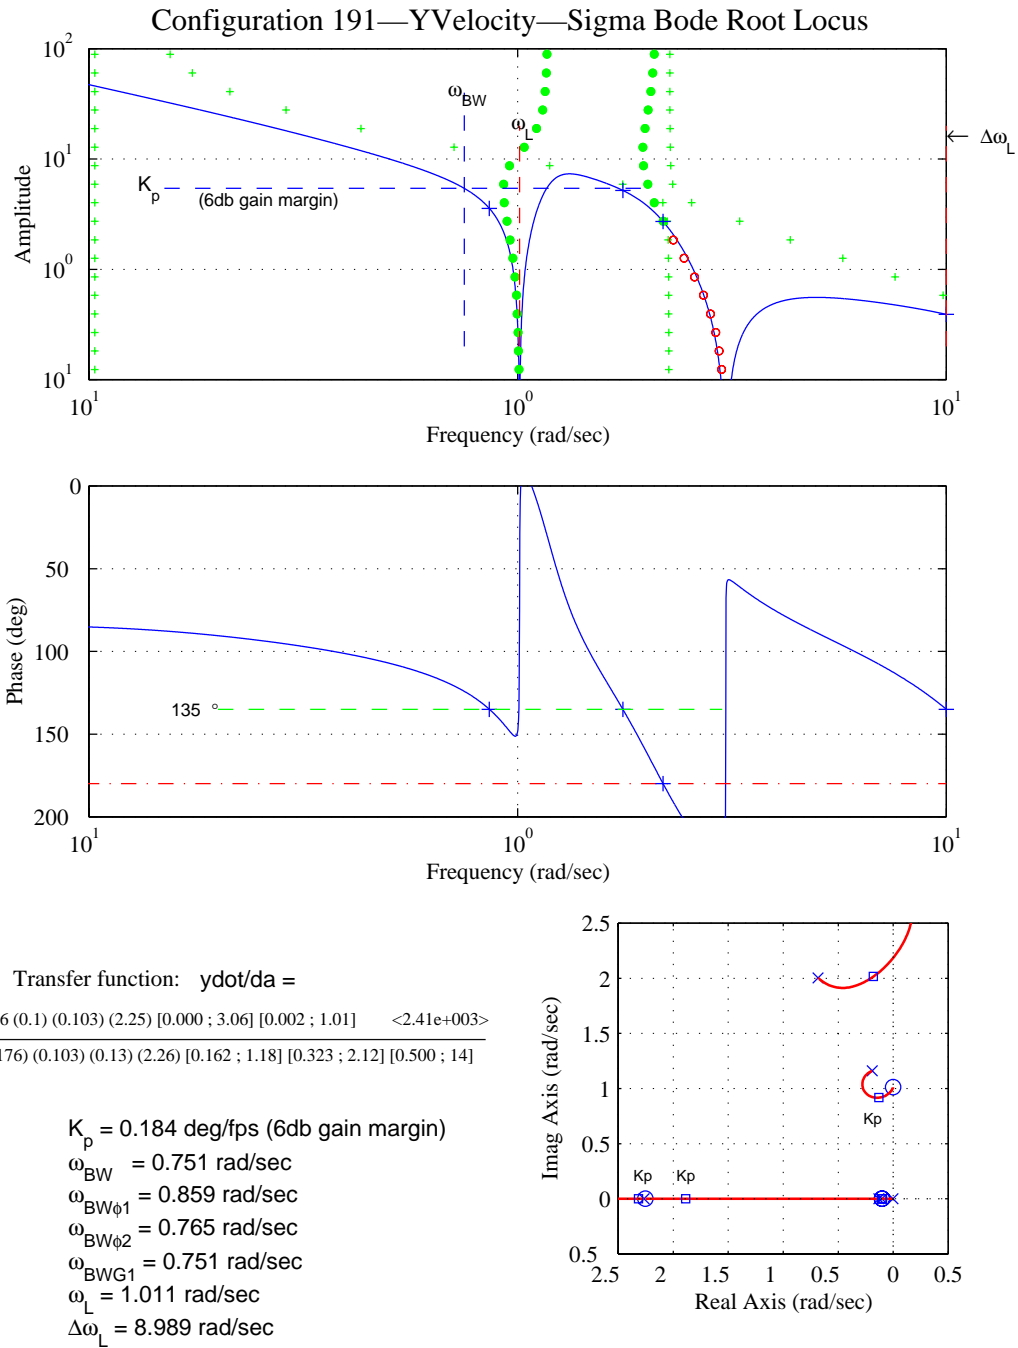 Configuration 191—YVelocity—Sigma Bode Root Locus
10^2
10^1
10^0
10^1
Amplitude
ω_BW
ω_L
Δω_L
K_p
(6db gain margin)
10^1
10^0
10^1
Frequency (rad/sec)
0
50
100
150
200
Phase (deg)
135 °
10^1
10^0
10^1
Frequency (rad/sec)
Transfer function: ydot/da =
6 (0.1) (0.103) (2.25) [0.000 ; 3.06] [0.002 ; 1.01] <2.41e+003>
176) (0.103) (0.13) (2.26) [0.162 ; 1.18] [0.323 ; 2.12] [0.500 ; 14]
K_p = 0.184 deg/fps (6db gain margin)
ω_BW = 0.751 rad/sec
ω_BWφ1 = 0.859 rad/sec
ω_BWφ2 = 0.765 rad/sec
ω_BWG1 = 0.751 rad/sec
ω_L = 1.011 rad/sec
Δω_L = 8.989 rad/sec
2.5
2
1.5
1
0.5
0
0.5
Imag Axis (rad/sec)
Kp
Kp
Kp
2.5
2
1.5
1
0.5
0
0.5
Real Axis (rad/sec)